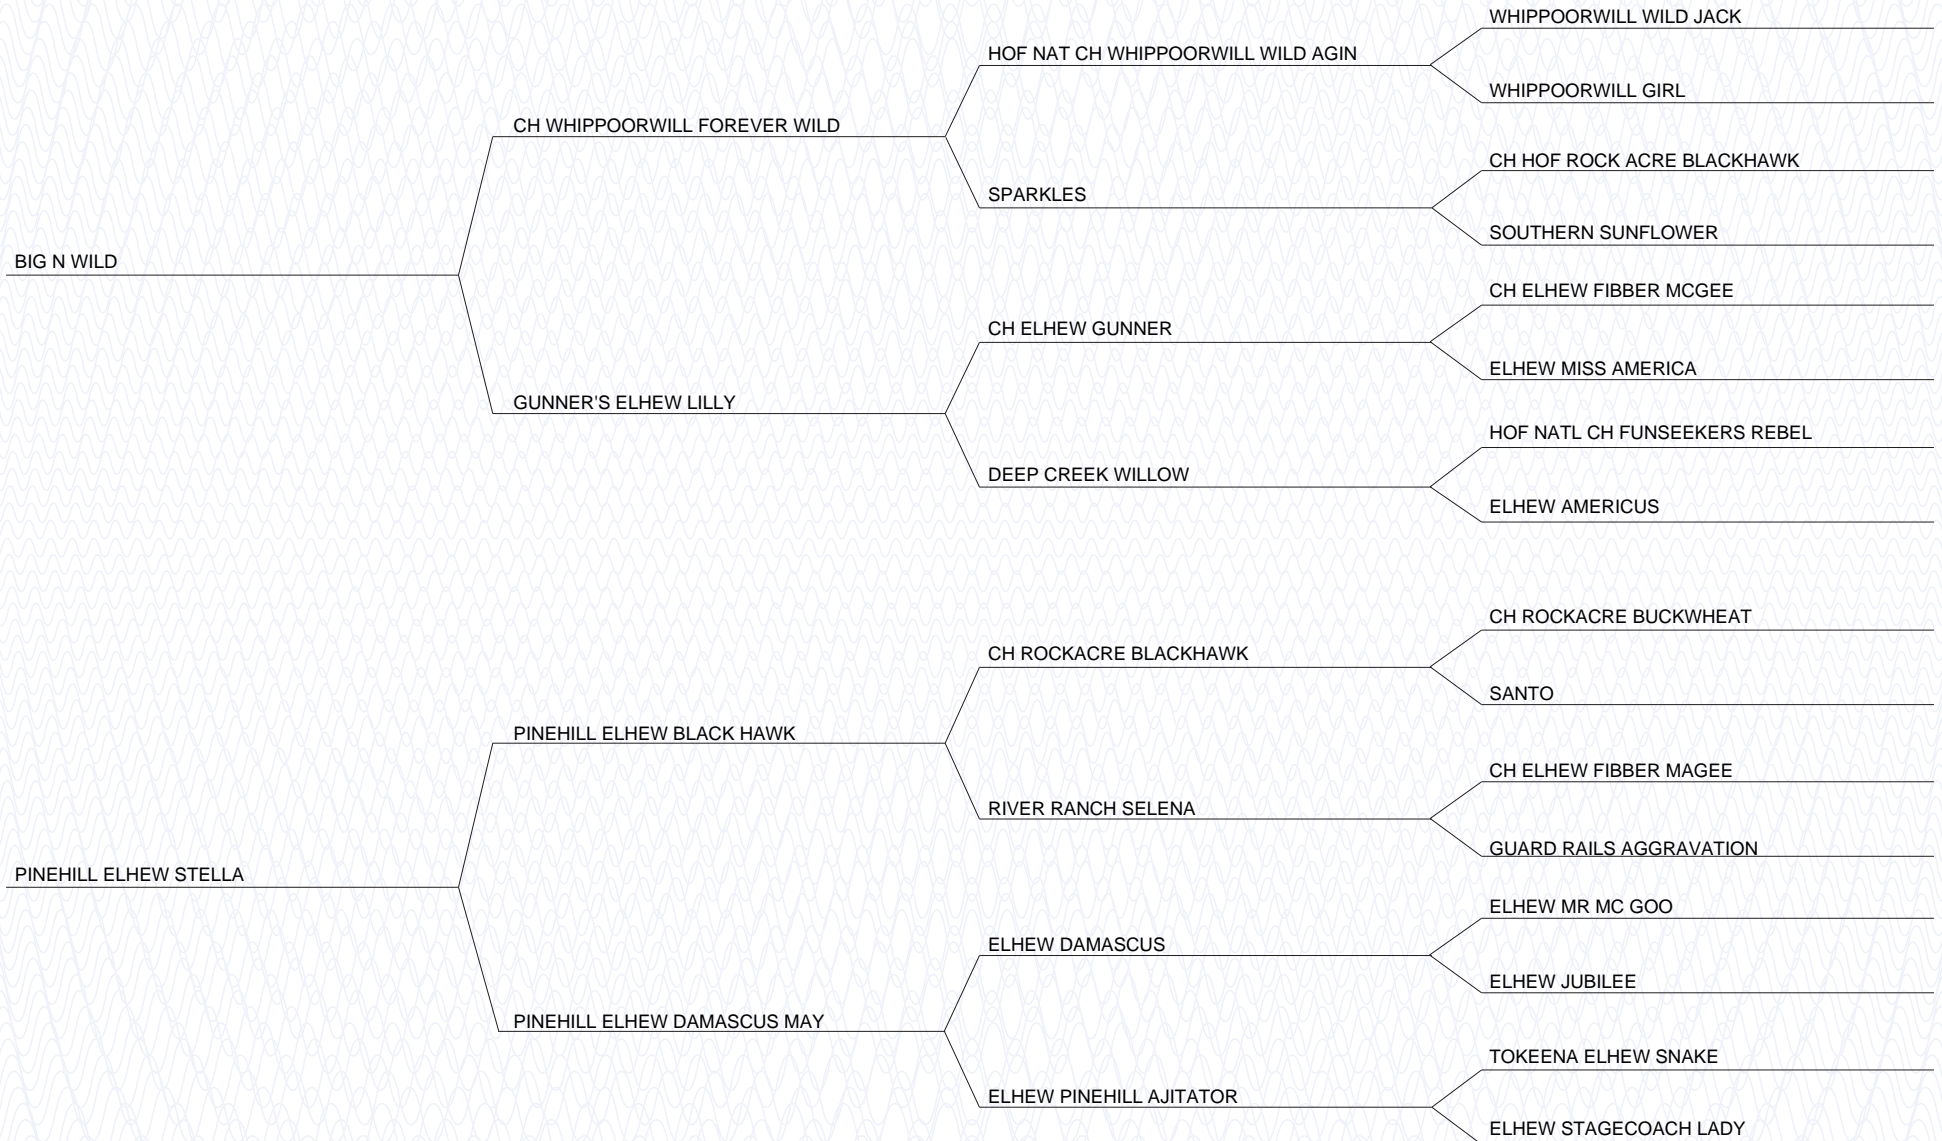 WHIPPOORWILL WILD JACK
HOF NAT CH WHIPPOORWILL WILD AGIN
WHIPPOORWILL GIRL
CH WHIPPOORWILL FOREVER WILD
CH HOF ROCK ACRE BLACKHAWK
SPARKLES
SOUTHERN SUNFLOWER
BIG N WILD
CH ELHEW FIBBER MCGEE
CH ELHEW GUNNER
ELHEW MISS AMERICA
GUNNER'S ELHEW LILLY
HOF NATL CH FUNSEEKERS REBEL
DEEP CREEK WILLOW
ELHEW AMERICUS
CH ROCKACRE BUCKWHEAT
CH ROCKACRE BLACKHAWK
SANTO
PINEHILL ELHEW BLACK HAWK
CH ELHEW FIBBER MAGEE
RIVER RANCH SELENA
GUARD RAILS AGGRAVATION
PINEHILL ELHEW STELLA
ELHEW MR MC GOO
ELHEW DAMASCUS
ELHEW JUBILEE
PINEHILL ELHEW DAMASCUS MAY
TOKEENA ELHEW SNAKE
ELHEW PINEHILL AJITATOR
ELHEW STAGECOACH LADY